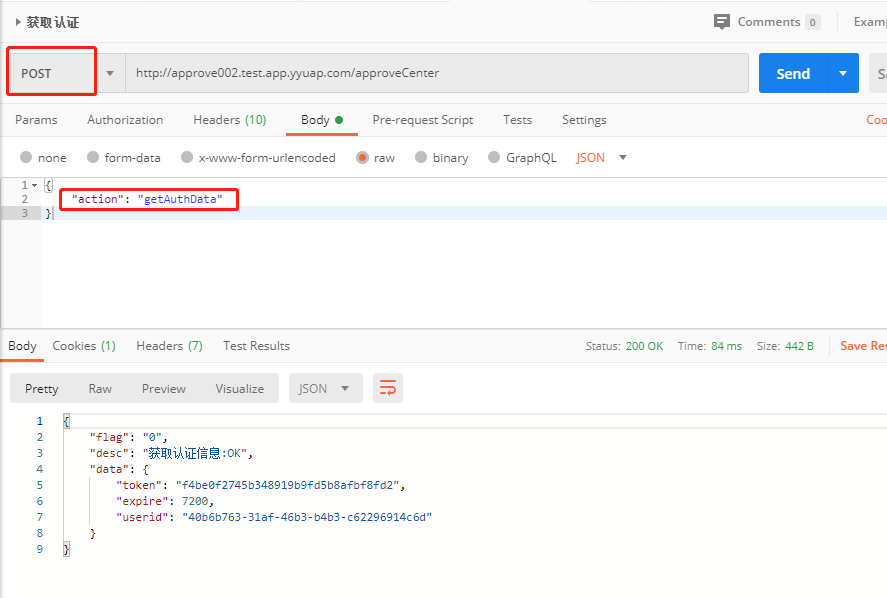 获取认证 Comments 0 Examp
POST http://approve002.test.app.yyuap.com/approveCenter Send Sa
Params Authorization Headers (10) Body Pre-request Script Tests Settings Coo
none form-data x-www-form-urlencoded raw binary GraphQL JSON
1 {
2 "action": "getAuthData"
3 }
Body Cookies (1) Headers (7) Test Results Status: 200 OK Time: 84 ms Size: 442 B Save Res
Pretty Raw Preview Visualize JSON
1 {
2 "flag": "0",
3 "desc": "获取认证信息:OK",
4 "data": {
5 "token": "f4be0f2745b348919b9fd5b8afbf8fd2",
6 "expire": 7200,
7 "userid": "40b6b763-31af-46b3-b4b3-c62296914c6d"
8 }
9 }